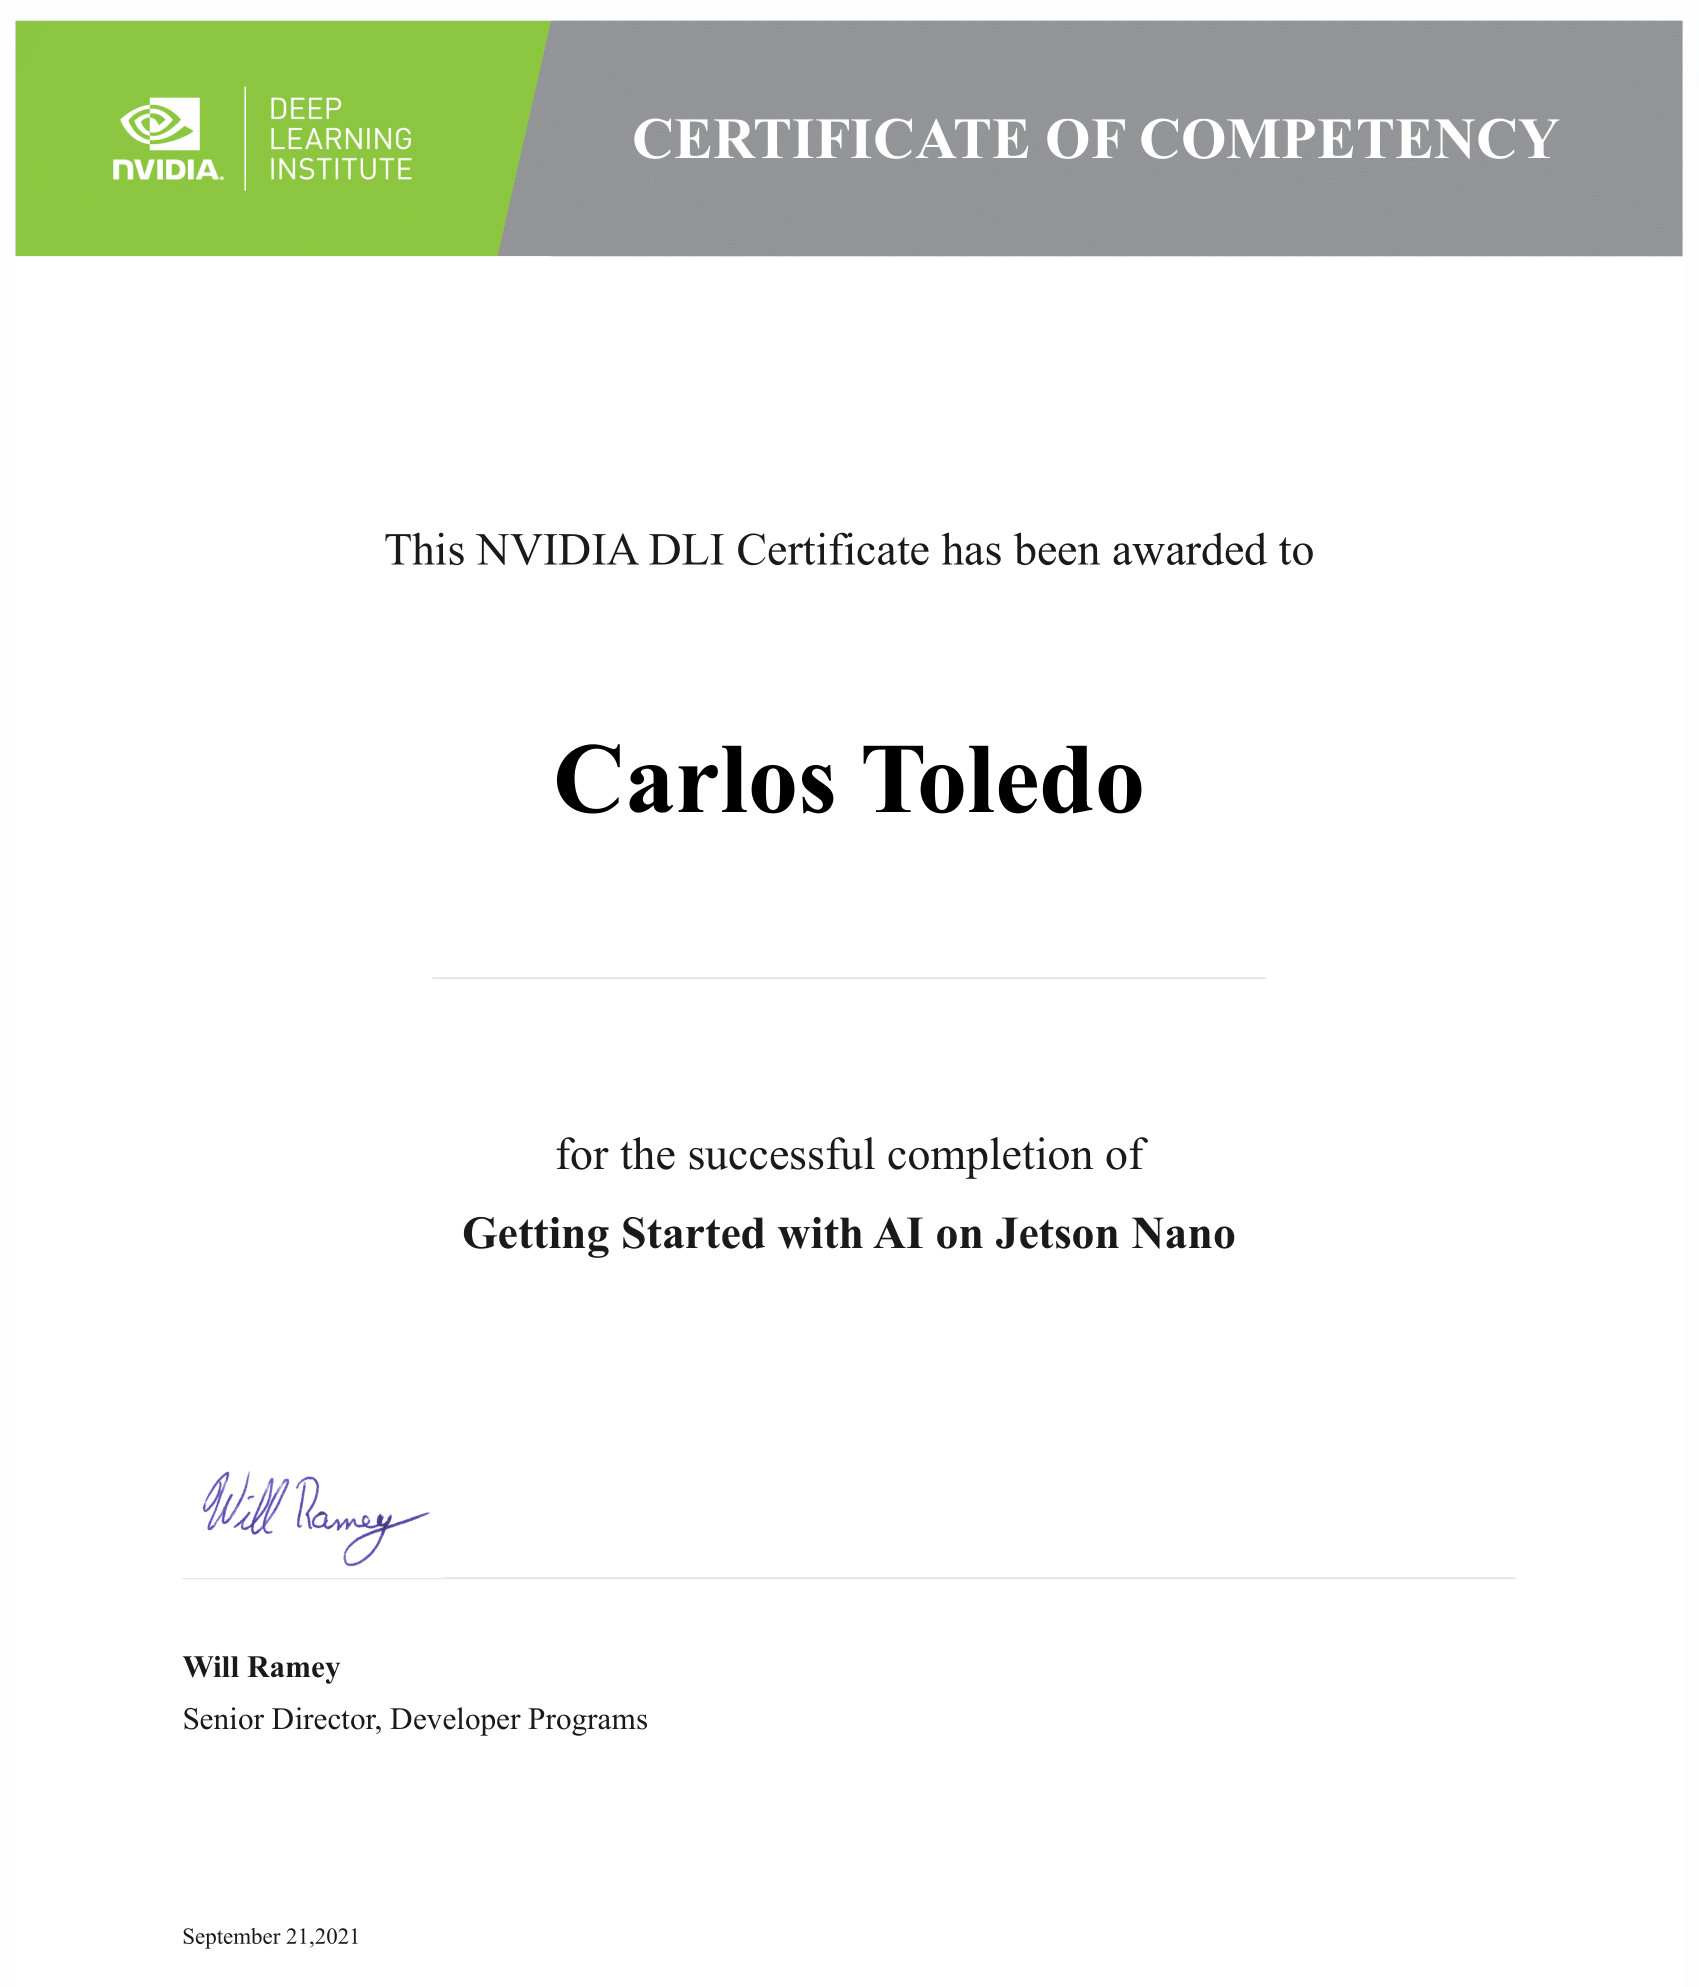 NVIDIA.
DEEP
LEARNING
INSTITUTE
CERTIFICATE OF COMPETENCY
This NVIDIA DLI Certificate has been awarded to
Carlos Toledo
for the successful completion of
Getting Started with AI on Jetson Nano
Will Ramey
Will Ramey
Senior Director, Developer Programs
September 21,2021